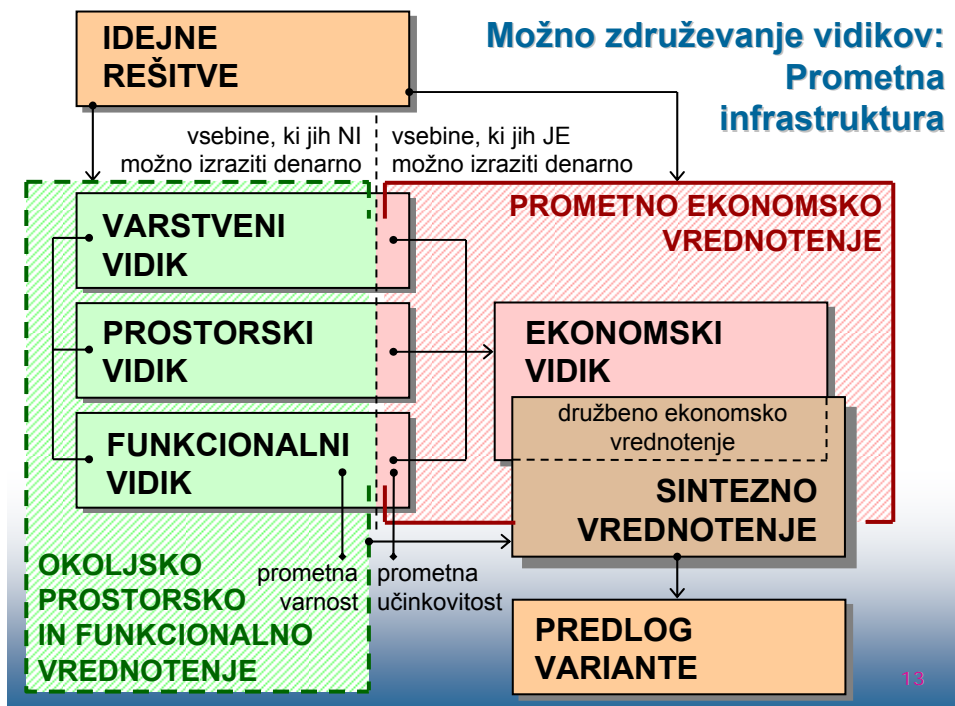 Možno združevanje vidikov:
Prometna
infrastruktura
IDEJNE
REŠITVE
vsebine, ki jih NI
možno izraziti denarno
vsebine, ki jih JE
možno izraziti denarno
VARSTVENI
VIDIK
PROSTORSKI
VIDIK
FUNKCIONALNI
VIDIK
PROMETNO EKONOMSKO
VREDNOTENJE
EKONOMSKI
VIDIK
družbeno ekonomsko
vrednotenje
SINTEZNO
VREDNOTENJE
OKOLJSKO
PROSTORSKO
IN FUNKCIONALNO
VREDNOTENJE
prometna
varnost
prometna
učinkovitost
PREDLOG
VARIANTE
13